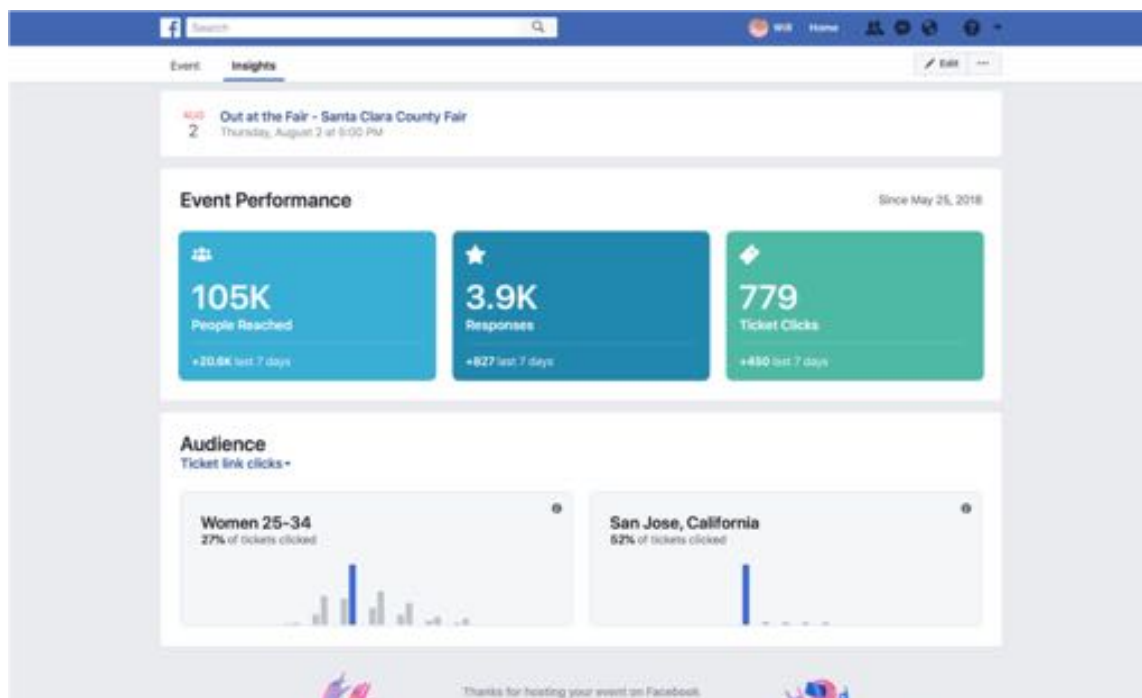 f
Search
Will Home
Event Insights Edit ...
AUG
2
Out at the Fair - Santa Clara County Fair
Thursday, August 2 at 5:00 PM
Event Performance
Since May 25, 2018
105K
People Reached
+20.6K last 7 days
3.9K
Responses
+827 last 7 days
779
Ticket Clicks
+450 last 7 days
Audience
Ticket link clicks
Women 25-34
27% of tickets clicked
San Jose, California
52% of tickets clicked
Thanks for hosting your event on Facebook.